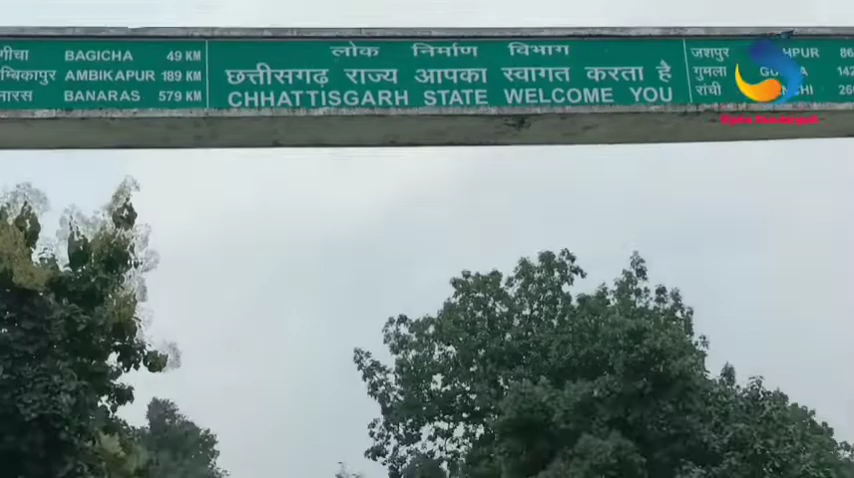 गीचा BAGICHA 49 KM
म्बिकापुर AMBIKAPUR 189 KM
नारस BANARAS 579 KM
लोक निर्माण विभाग
छत्तीसगढ़ राज्य आपका स्वागत करता है
CHHATTISGARH STATE WELCOME YOU
जशपुर
गुमला
रांची